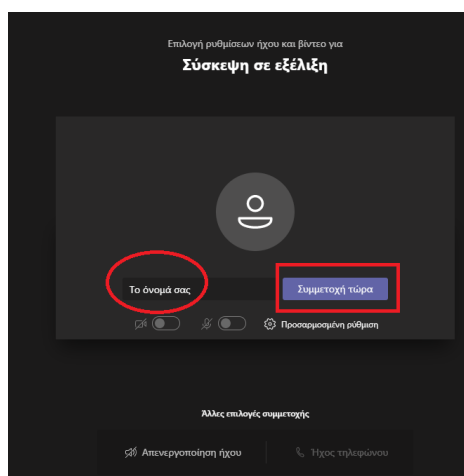 Επιλογή ρυθμίσεων ήχου και βίντεο για
Σύσκεψη σε εξέλιξη
Το όνομά σας
Συμμετοχή τώρα
Προσαρμοσμένη ρύθμιση
Άλλες επιλογές συμμετοχής
Απενεργοποίηση ήχου
Ήχος τηλεφώνου